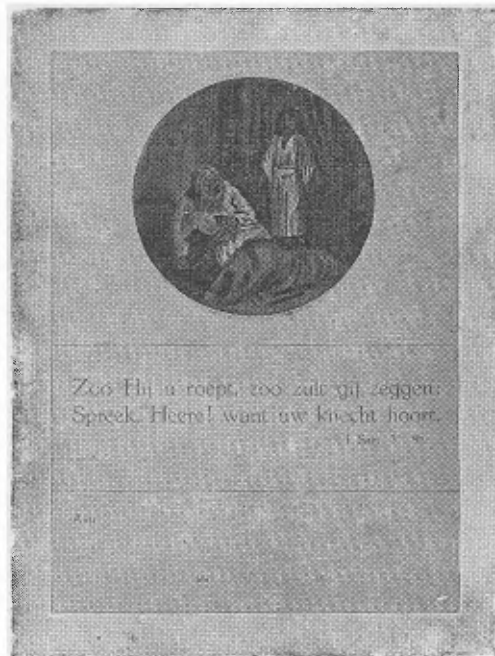 Zoo Hij u roept, zoo zult gij zeggen:
Spreek, Heere! want uw knecht hoort.
1 Sam. 3
Aan